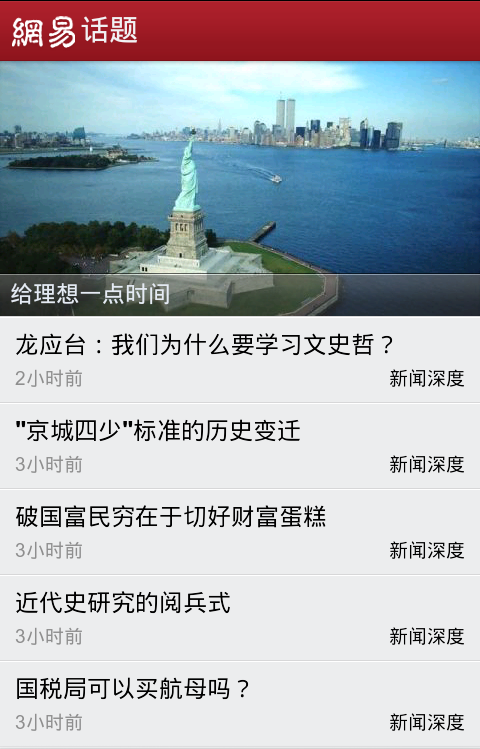 網易话题
给理想一点时间
龙应台：我们为什么要学习文史哲？
2小时前 新闻深度
"京城四少"标准的历史变迁
3小时前 新闻深度
破国富民穷在于切好财富蛋糕
3小时前 新闻深度
近代史研究的阅兵式
3小时前 新闻深度
国税局可以买航母吗？
3小时前 新闻深度